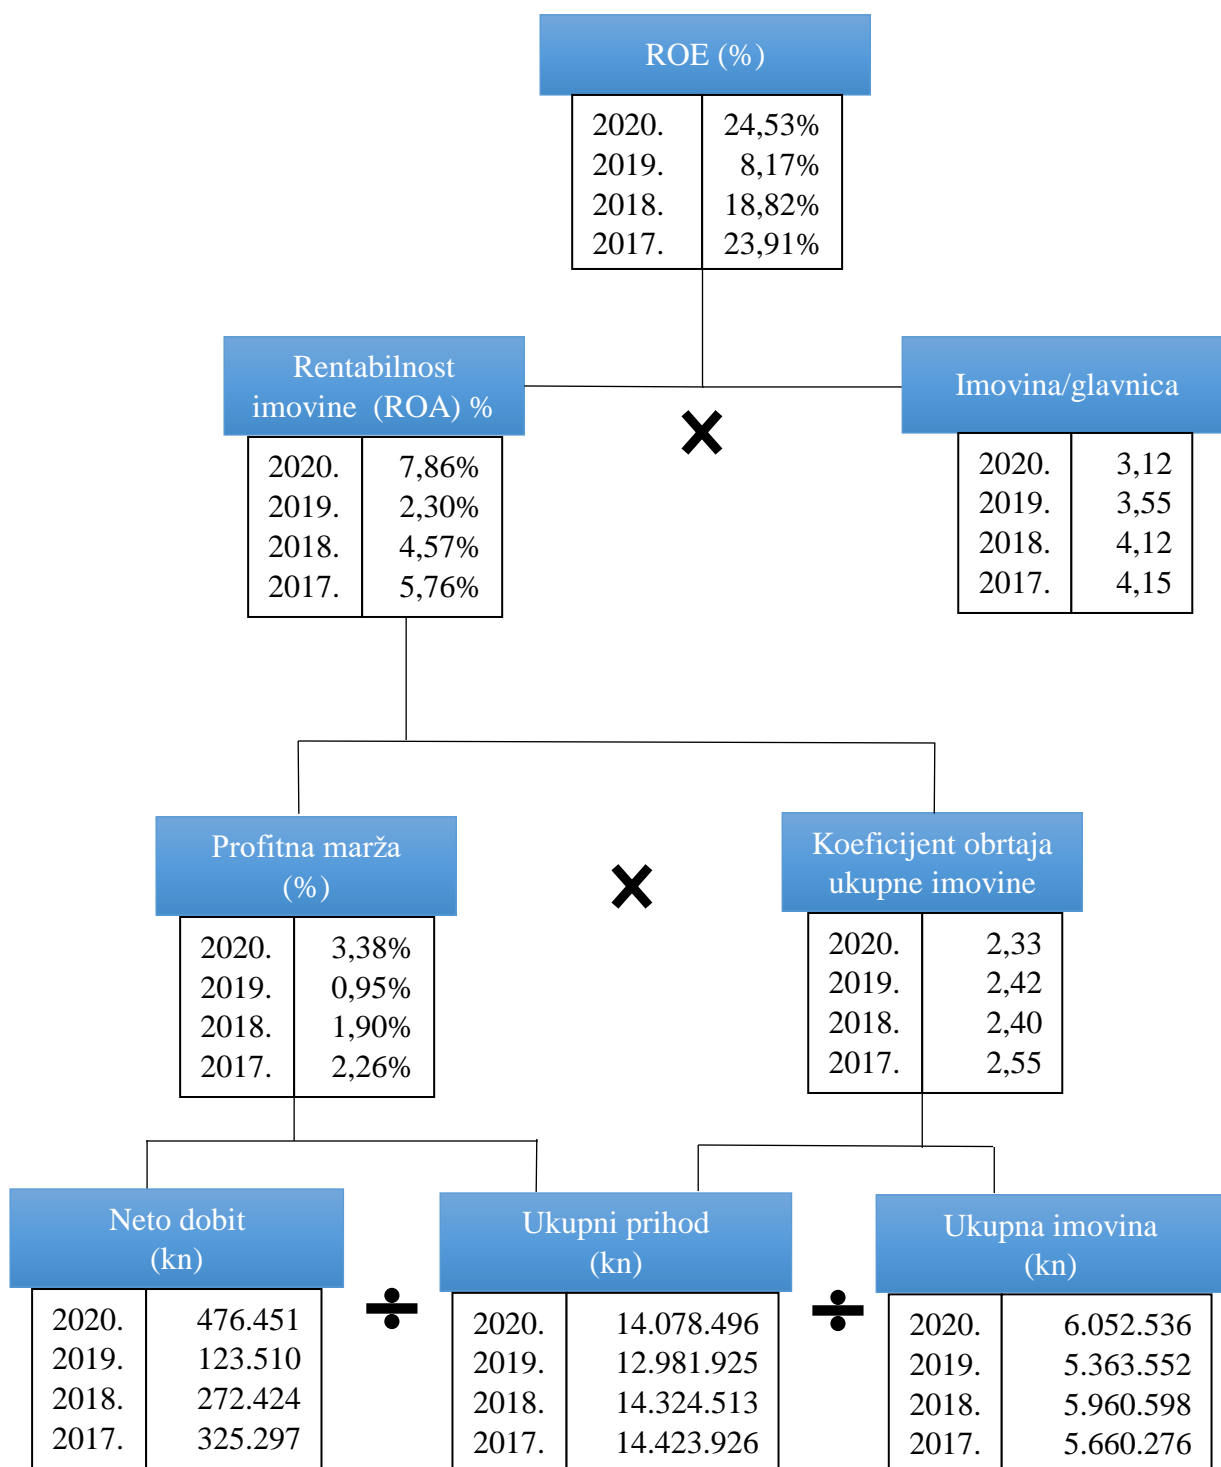 ROE (%)
2020. 24,53%
2019. 8,17%
2018. 18,82%
2017. 23,91%
Rentabilnost
imovine (ROA) %
2020. 7,86%
2019. 2,30%
2018. 4,57%
2017. 5,76%
Imovina/glavnica
2020. 3,12
2019. 3,55
2018. 4,12
2017. 4,15
Profitna marža
(%)
2020. 3,38%
2019. 0,95%
2018. 1,90%
2017. 2,26%
Koeficijent obrtaja
ukupne imovine
2020. 2,33
2019. 2,42
2018. 2,40
2017. 2,55
Neto dobit
(kn)
2020. 476.451
2019. 123.510
2018. 272.424
2017. 325.297
Ukupni prihod
(kn)
2020. 14.078.496
2019. 12.981.925
2018. 14.324.513
2017. 14.423.926
Ukupna imovina
(kn)
2020. 6.052.536
2019. 5.363.552
2018. 5.960.598
2017. 5.660.276